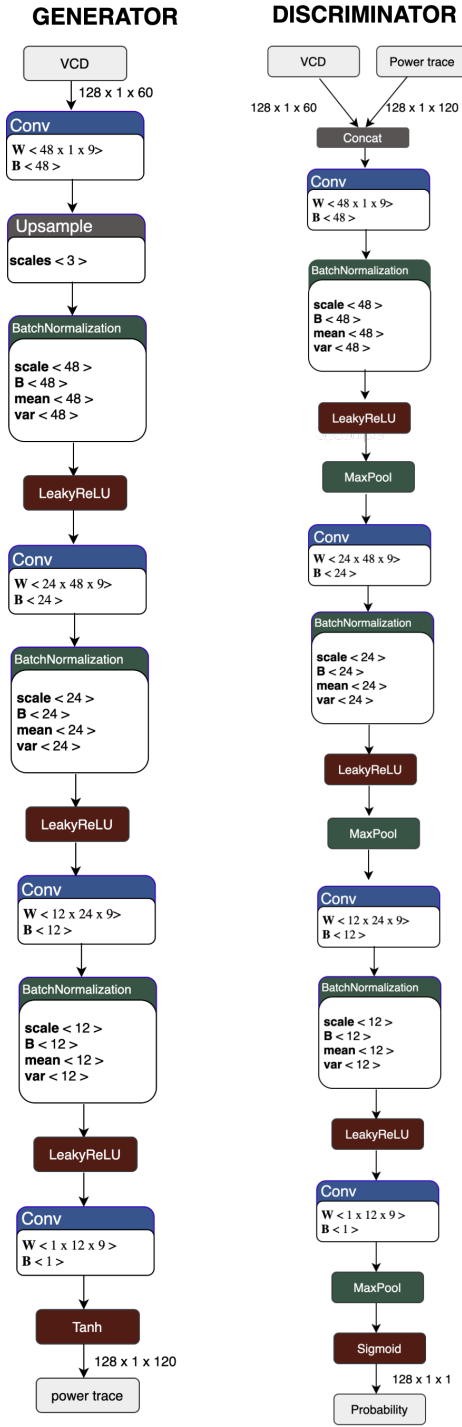 GENERATOR
VCD
128 x 1 x 60
Conv
W < 48 x 1 x 9>
B < 48 >
Upsample
scales < 3 >
BatchNormalization
scale < 48 >
B < 48 >
mean < 48 >
var < 48 >
LeakyReLU
Conv
W < 24 x 48 x 9>
B < 24 >
BatchNormalization
scale < 24 >
B < 24 >
mean < 24 >
var < 24 >
LeakyReLU
Conv
W < 12 x 24 x 9>
B < 12 >
BatchNormalization
scale < 12 >
B < 12 >
mean < 12 >
var < 12 >
LeakyReLU
Conv
W < 1 x 12 x 9 >
B < 1 >
Tanh
128 x 1 x 120
power trace
DISCRIMINATOR
VCD
Power trace
128 x 1 x 60
128 x 1 x 120
Concat
Conv
W < 48 x 1 x 9>
B < 48 >
BatchNormalization
scale < 48 >
B < 48 >
mean < 48 >
var < 48 >
LeakyReLU
MaxPool
Conv
W < 24 x 48 x 9>
B < 24 >
BatchNormalization
scale < 24 >
B < 24 >
mean < 24 >
var < 24 >
LeakyReLU
MaxPool
Conv
W < 12 x 24 x 9>
B < 12 >
BatchNormalization
scale < 12 >
B < 12 >
mean < 12 >
var < 12 >
LeakyReLU
Conv
W < 1 x 12 x 9 >
B < 1 >
MaxPool
Sigmoid
128 x 1 x 1
Probability